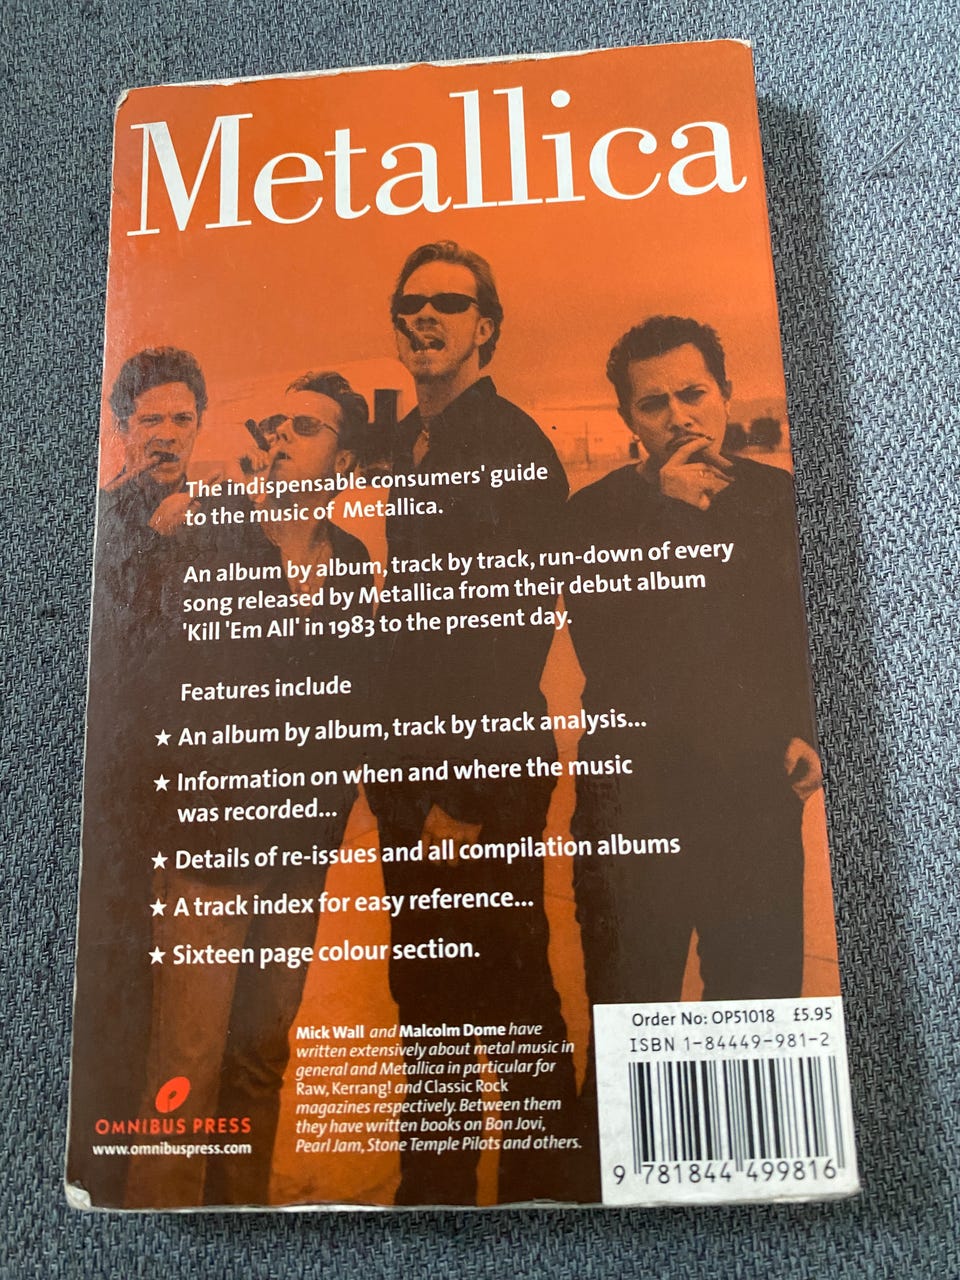 Metallica
The indispensable consumers' guide
to the music of Metallica.
An album by album, track by track, run-down of every
song released by Metallica from their debut album
'Kill 'Em All' in 1983 to the present day.
Features include
★ An album by album, track by track analysis...
★ Information on when and where the music
was recorded...
★ Details of re-issues and all compilation albums
★ A track index for easy reference...
★ Sixteen page colour section.
Mick Wall and Malcolm Dome have
written extensively about metal music in
general and Metallica in particular for
Raw, Kerrang! and Classic Rock
magazines respectively. Between them
they have written books on Bon Jovi,
Pearl Jam, Stone Temple Pilots and others.
OMNIBUS PRESS
www.omnibuspress.com
Order No: OP51018 £5.95
ISBN 1-84449-981-2
9 781844 499816